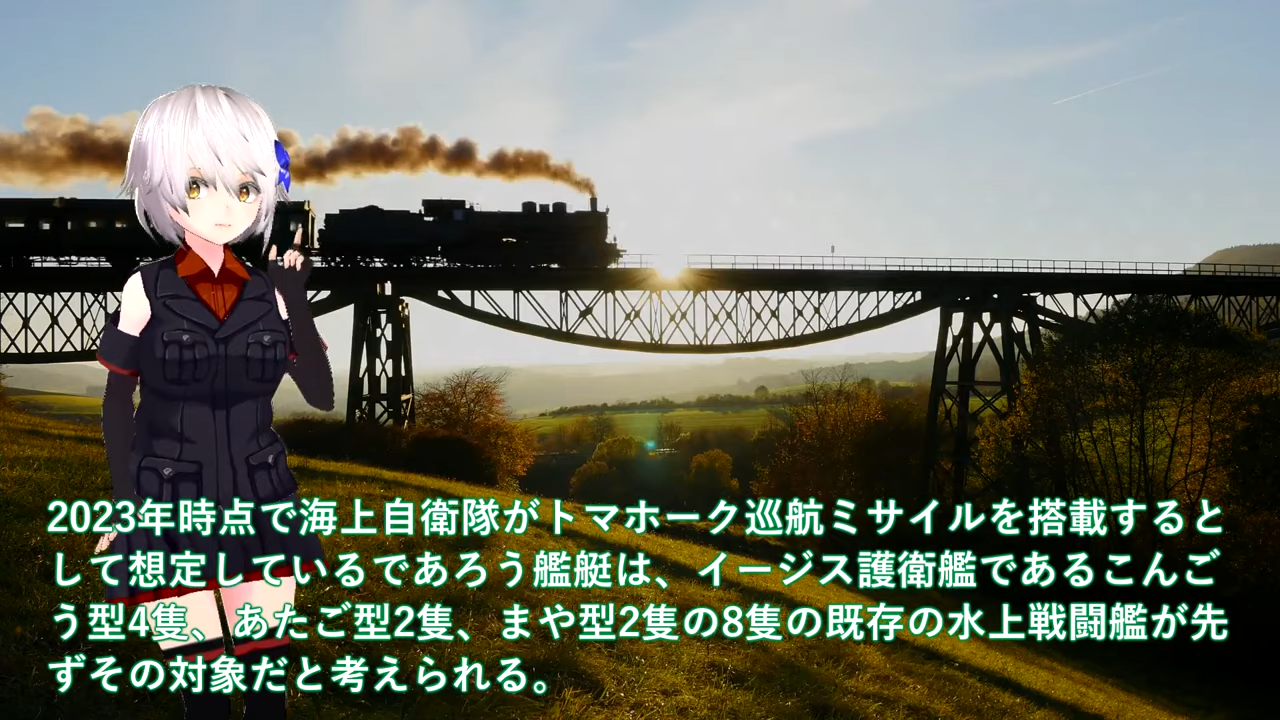 2023年時点で海上自衛隊がトマホーク巡航ミサイルを搭載すると
して想定しているであろう艦艇は、イージス護衛艦であるこんご
う型4隻、あたご型2隻、まや型2隻の8隻の既存の水上戦闘艦が先
ずその対象だと考えられる。